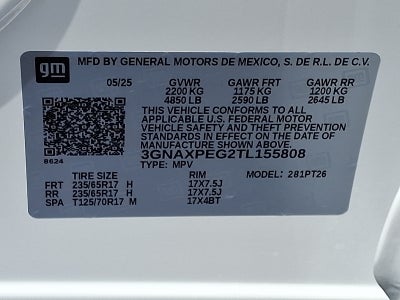 gm
MFD BY GENERAL MOTORS DE MEXICO, S. DE R.L. DE C.V.
05/25 GVWR GAWR FRT GAWR RR
2200 KG 1175 KG 1200 KG
4850 LB 2590 LB 2645 LB
THIS VEHICLE CONFORMS TO ALL
APPLICABLE U.S. FEDERAL MOTOR
VEHICLE SAFETY AND THEFT PREVENTION
STANDARDS IN EFFECT ON THE DATE
OF MANUFACTURE SHOWN ABOVE.
3GNAXPEG2TL155808
8624
TYPE: MPV MODEL: 281PT26
TIRE SIZE RIM
FRT 235/65R17 H 17X7.5J
RR 235/65R17 H 17X7.5J
SPA T125/70R17 M 17X4BT